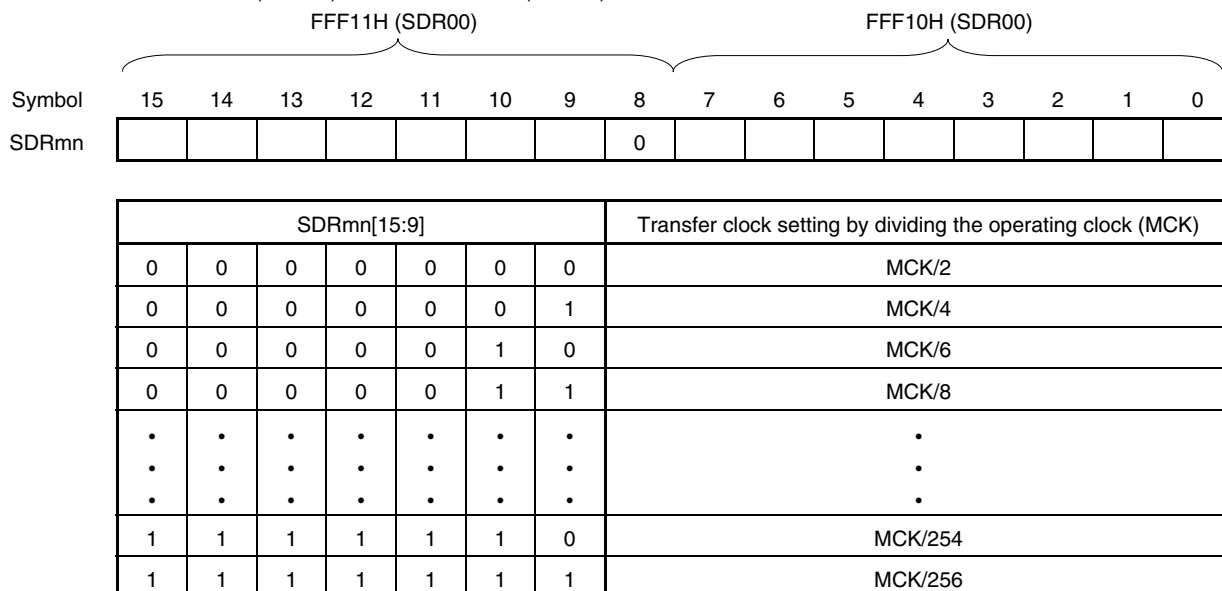 FFF11H (SDR00) FFF10H (SDR00)
Symbol 15 14 13 12 11 10 9 8 7 6 5 4 3 2 1 0
SDRmn 0
SDRmn[15:9] Transfer clock setting by dividing the operating clock (MCK)
0 0 0 0 0 0 0 MCK/2
0 0 0 0 0 0 1 MCK/4
0 0 0 0 0 1 0 MCK/6
0 0 0 0 0 1 1 MCK/8
• • • • • • • •
• • • • • • • •
• • • • • • • •
1 1 1 1 1 1 0 MCK/254
1 1 1 1 1 1 1 MCK/256